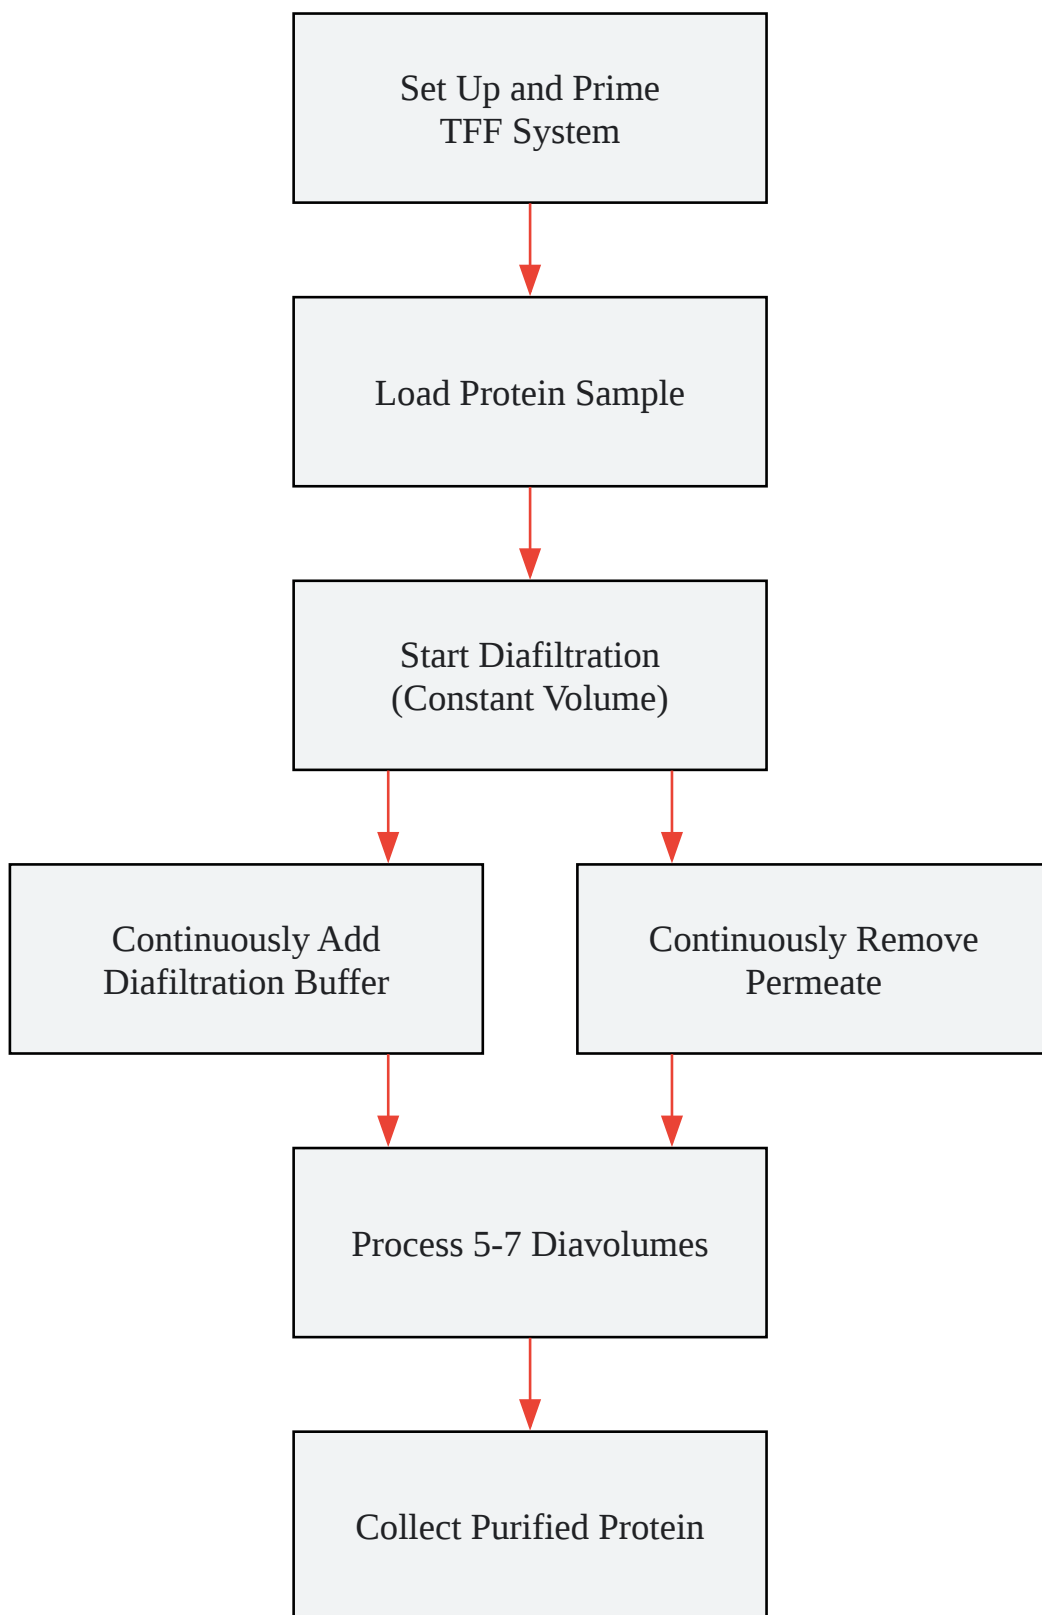 Set Up and Prime
TFF System
Load Protein Sample
Start Diafiltration
(Constant Volume)
Continuously Add
Diafiltration Buffer
Continuously Remove
Permeate
Process 5-7 Diavolumes
Collect Purified Protein